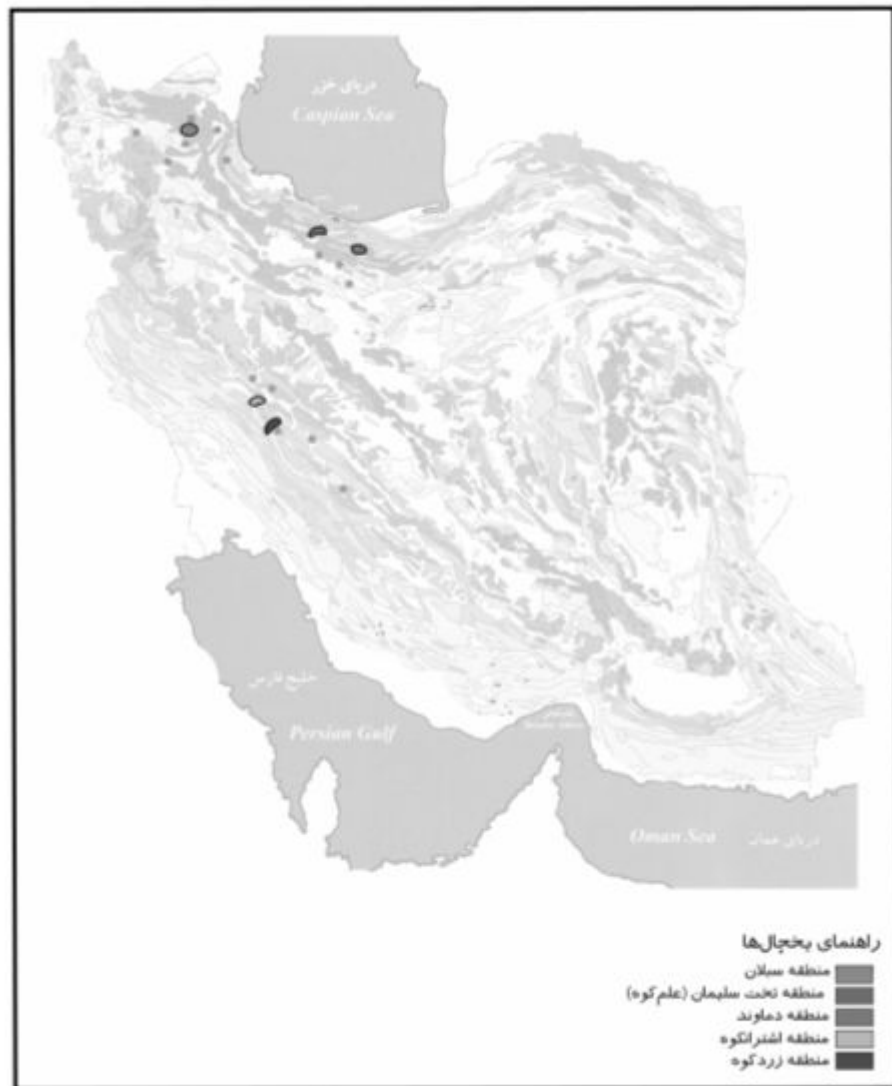 دریای خزر
Caspian Sea
خلیج فارس
Persian Gulf
Oman Sea
دریای عمان
راهنمای یخچال‌ها
منطقه سبلان
منطقه تخت سلیمان (علم‌کوه)
منطقه دماوند
منطقه اشترانکوه
منطقه زردکوه